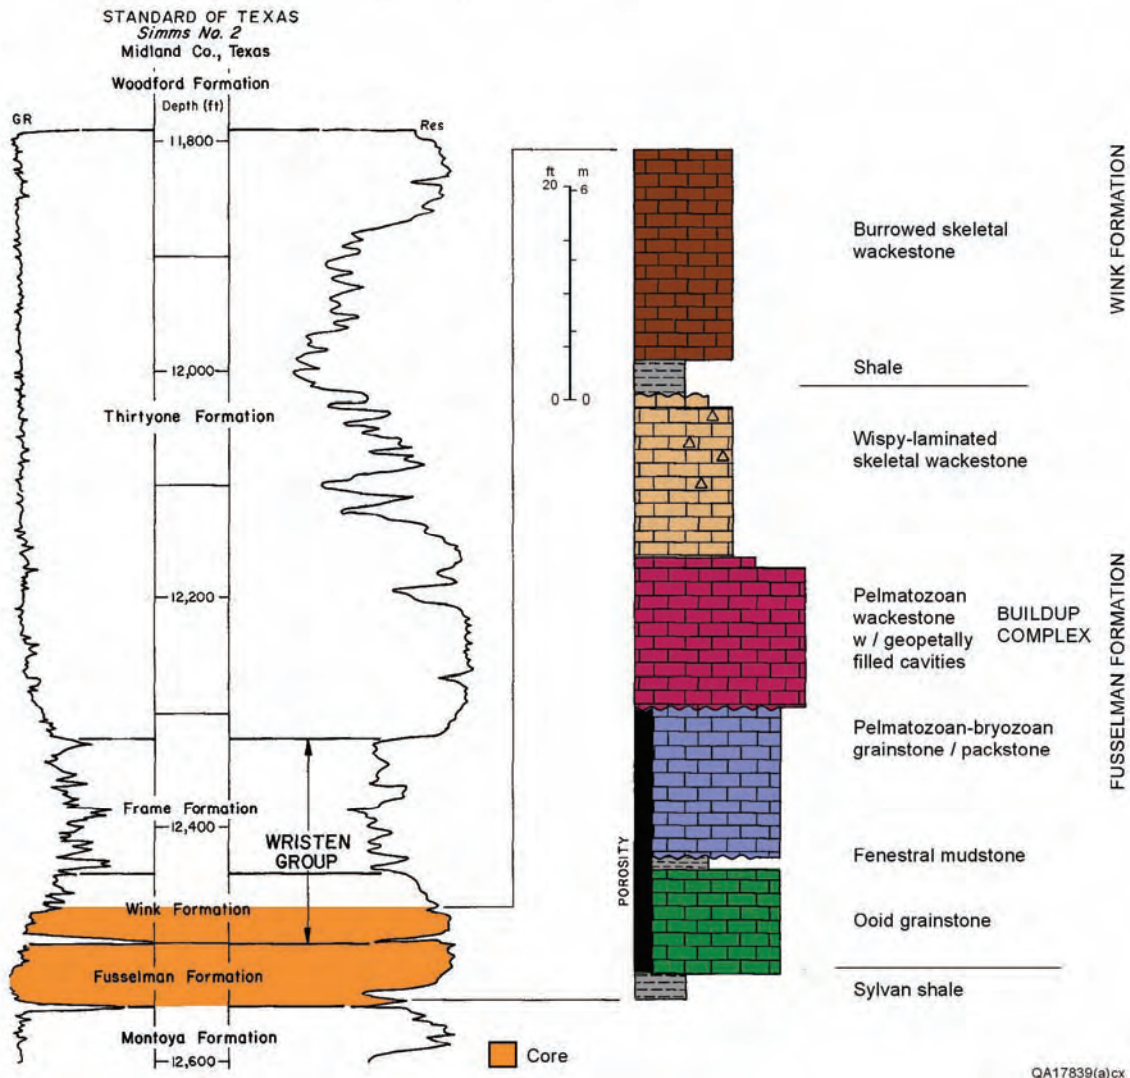 STANDARD OF TEXAS
Simms No. 2
Midland Co., Texas
Woodford Formation
Depth (ft)
GR
Res
11,800
12,000
Thirtyone Formation
12,200
Frame Formation
12,400
WRISTEN
GROUP
Wink Formation
Fusselman Formation
Montoya Formation
12,600
Core
ft m
20 6
0 0
POROSITY
Burrowed skeletal
wackestone
Shale
Wispy-laminated
skeletal wackestone
Pelmatozoan
wackestone
w / geopetally
filled cavities
BUILDUP
COMPLEX
Pelmatozoan-bryozoan
grainstone / packstone
Fenestral mudstone
Ooid grainstone
Sylvan shale
WINK FORMATION
FUSSELMAN FORMATION
QA17839(a)cx